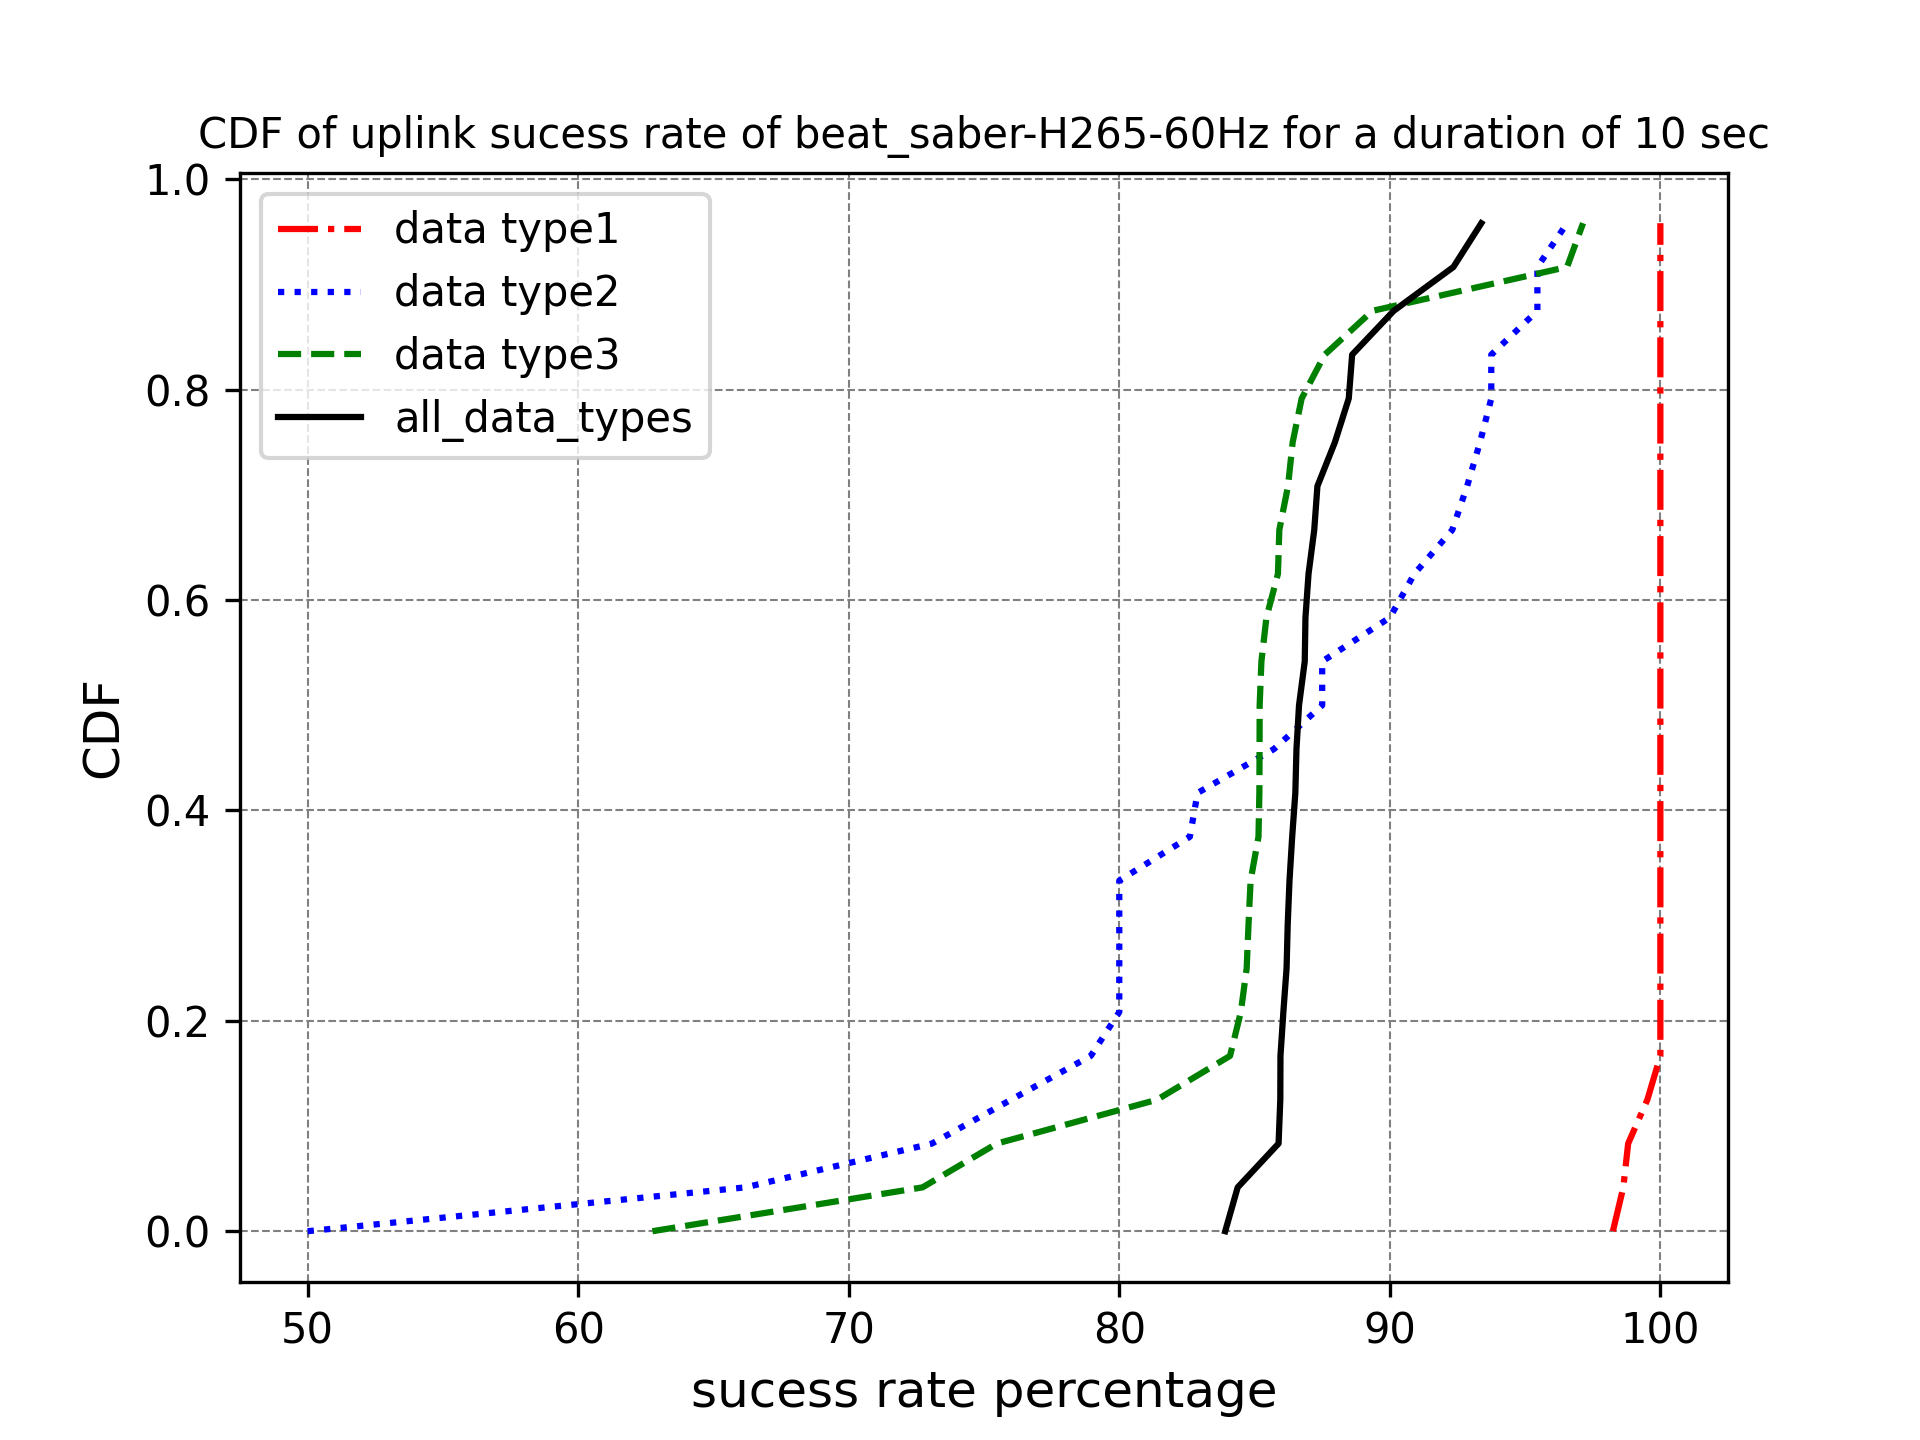 CDF of uplink sucess rate of beat_saber-H265-60Hz for a duration of 10 sec
1.0
0.8
0.6
0.4
0.2
0.0
CDF
data type1
data type2
data type3
all_data_types
50 60 70 80 90 100
sucess rate percentage